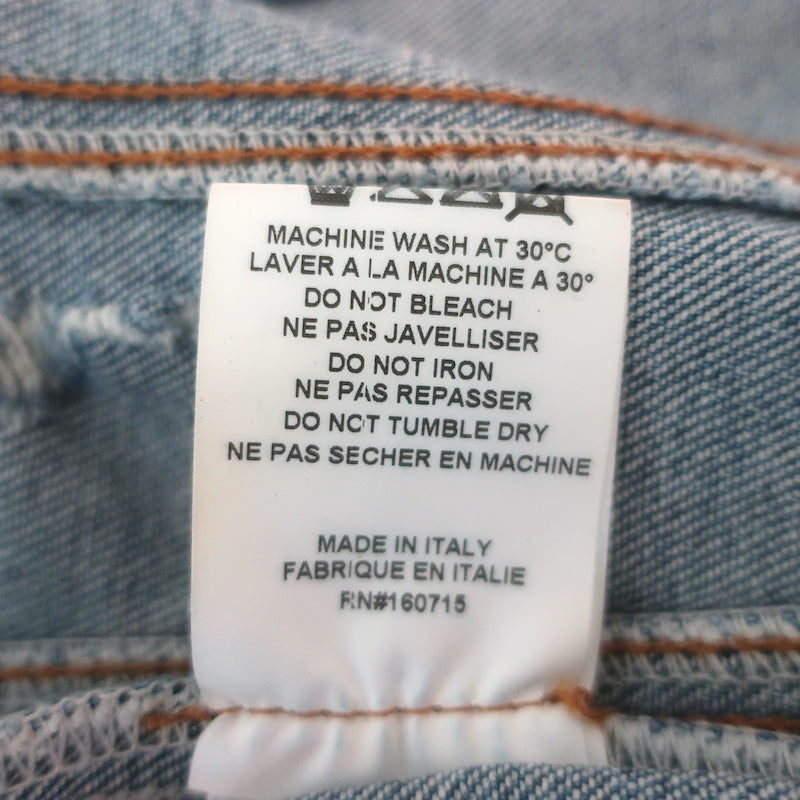 MACHINE WASH AT 30°C
LAVER A LA MACHINE A 30°
DO NOT BLEACH
NE PAS JAVELLISER
DO NOT IRON
NE PAS REPASSER
DO NOT TUMBLE DRY
NE PAS SECHER EN MACHINE
MADE IN ITALY
FABRIQUE EN ITALIE
RN#160715